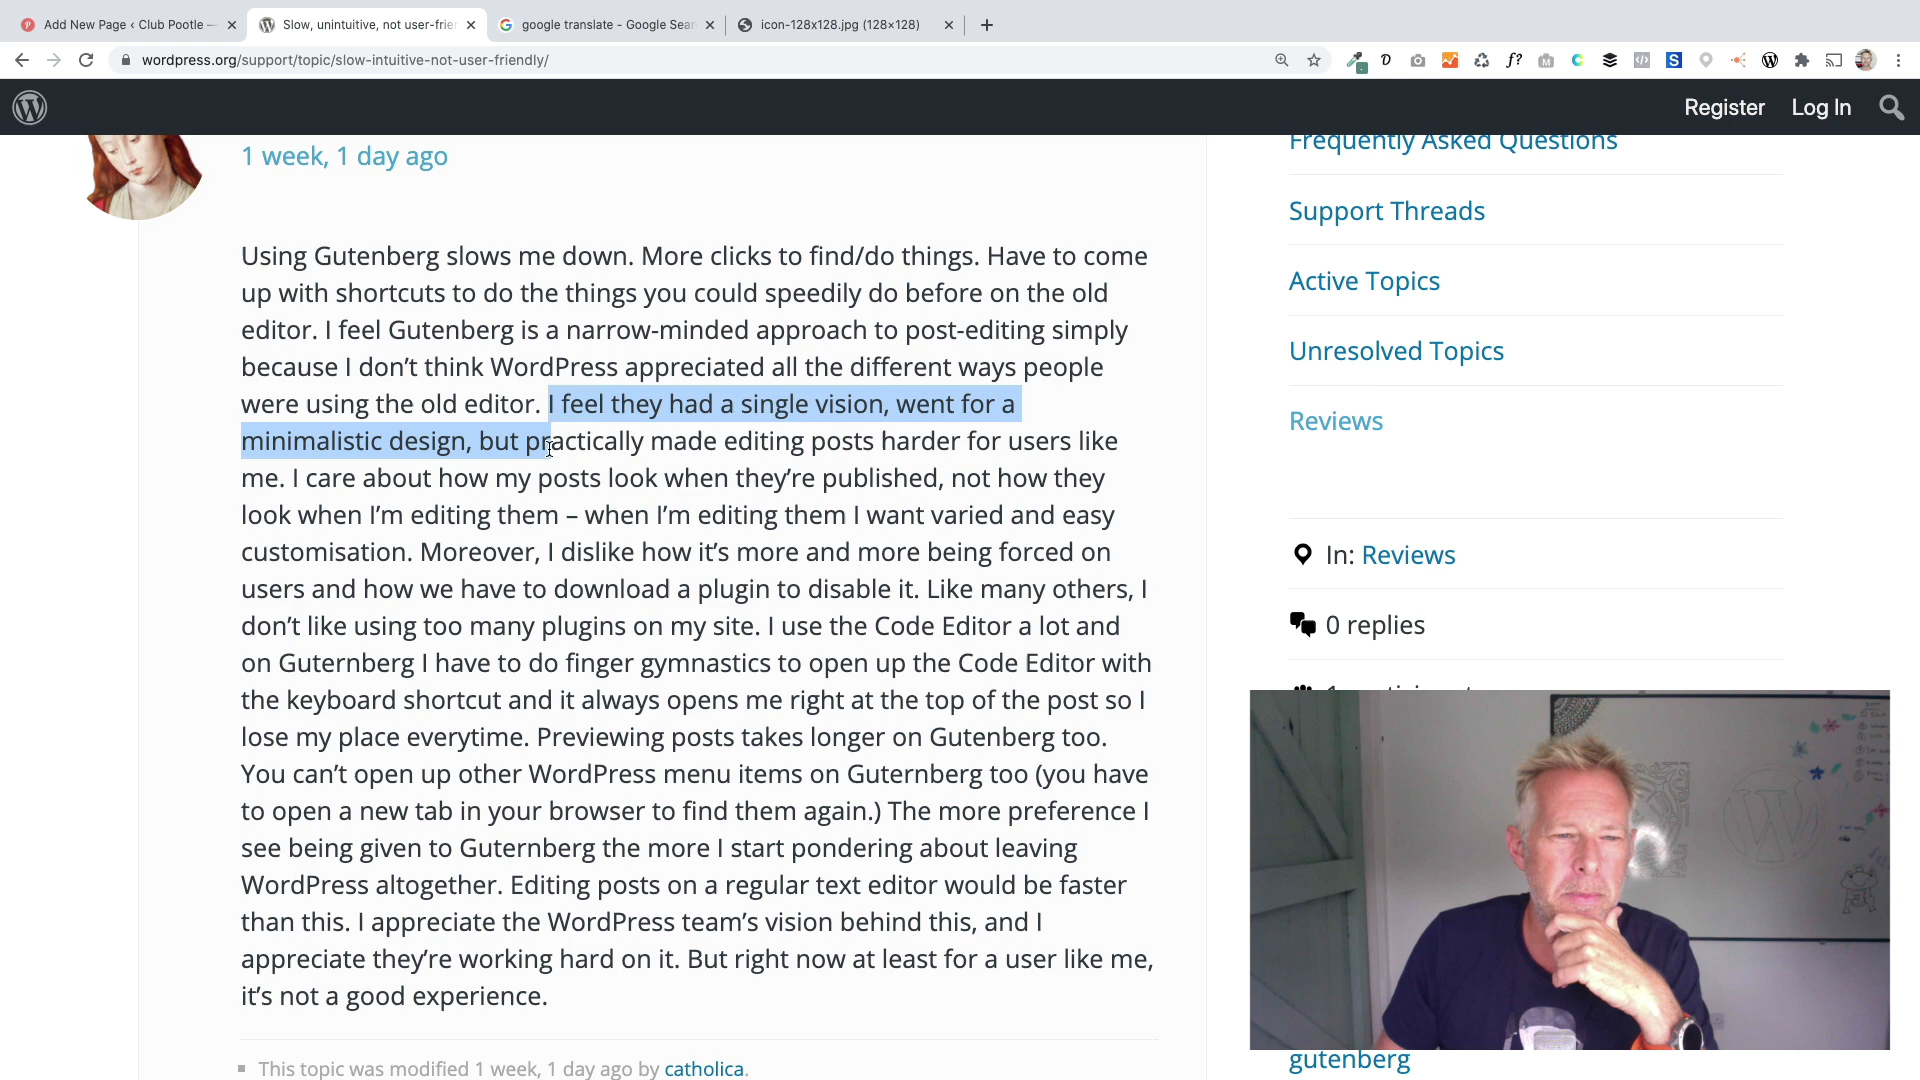 Add New Page ‹ Club Pootle —
Slow, unintuitive, not user-frien
google translate - Google Sear
icon-128x128.jpg (128×128)
wordpress.org/support/topic/slow-intuitive-not-user-friendly/
Register Log In
1 week, 1 day ago
Using Gutenberg slows me down. More clicks to find/do things. Have to come
up with shortcuts to do the things you could speedily do before on the old
editor. I feel Gutenberg is a narrow-minded approach to post-editing simply
because I don’t think WordPress appreciated all the different ways people
were using the old editor. I feel they had a single vision, went for a
minimalistic design, but practically made editing posts harder for users like
me. I care about how my posts look when they’re published, not how they
look when I’m editing them – when I’m editing them I want varied and easy
customisation. Moreover, I dislike how it’s more and more being forced on
users and how we have to download a plugin to disable it. Like many others, I
don’t like using too many plugins on my site. I use the Code Editor a lot and
on Guternberg I have to do finger gymnastics to open up the Code Editor with
the keyboard shortcut and it always opens me right at the top of the post so I
lose my place everytime. Previewing posts takes longer on Gutenberg too.
You can’t open up other WordPress menu items on Guternberg too (you have
to open a new tab in your browser to find them again.) The more preference I
see being given to Guternberg the more I start pondering about leaving
WordPress altogether. Editing posts on a regular text editor would be faster
than this. I appreciate the WordPress team’s vision behind this, and I
appreciate they’re working hard on it. But right now at least for a user like me,
it’s not a good experience.
This topic was modified 1 week, 1 day ago by catholica.
Frequently Asked Questions
Support Threads
Active Topics
Unresolved Topics
Reviews
In: Reviews
0 replies
gutenberg